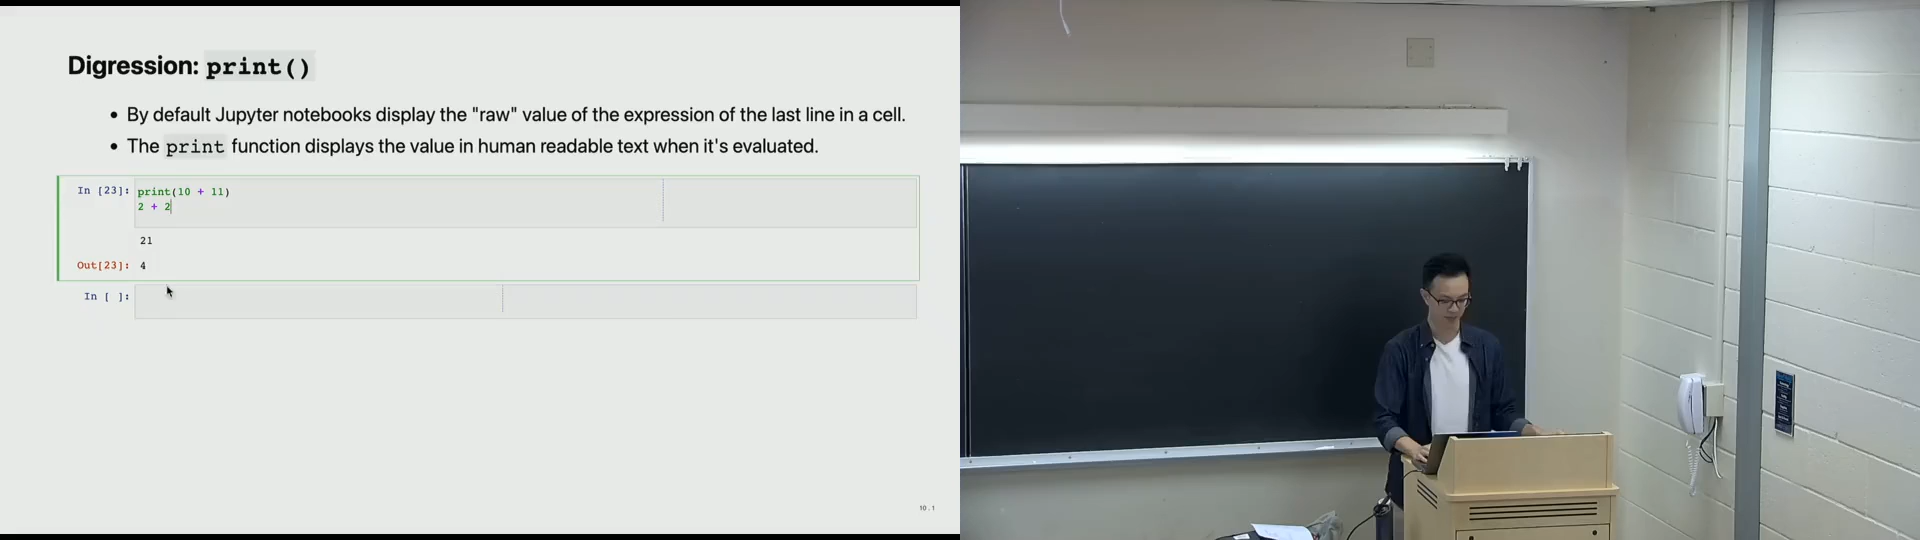 Digression: print()
By default Jupyter notebooks display the "raw" value of the expression of the last line in a cell.
The print function displays the value in human readable text when it's evaluated.
In [23]: print(10 + 11)
2 + 2
21
Out[23]: 4
In [ ]:
10.1